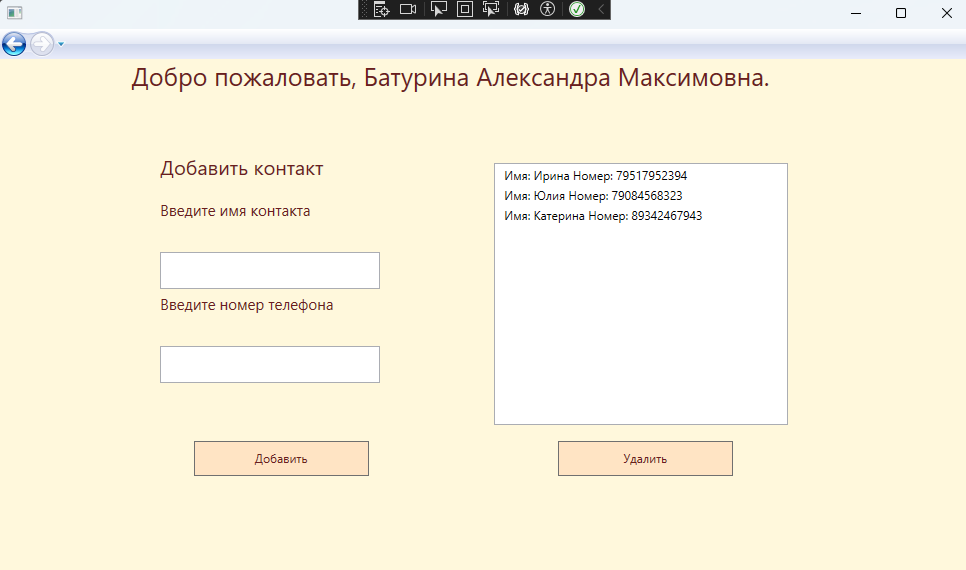 Добро пожаловать, Батурина Александра Максимовна.
Добавить контакт
Введите имя контакта
Введите номер телефона
Добавить
Имя: Ирина Номер: 79517952394
Имя: Юлия Номер: 79084568323
Имя: Катерина Номер: 89342467943
Удалить